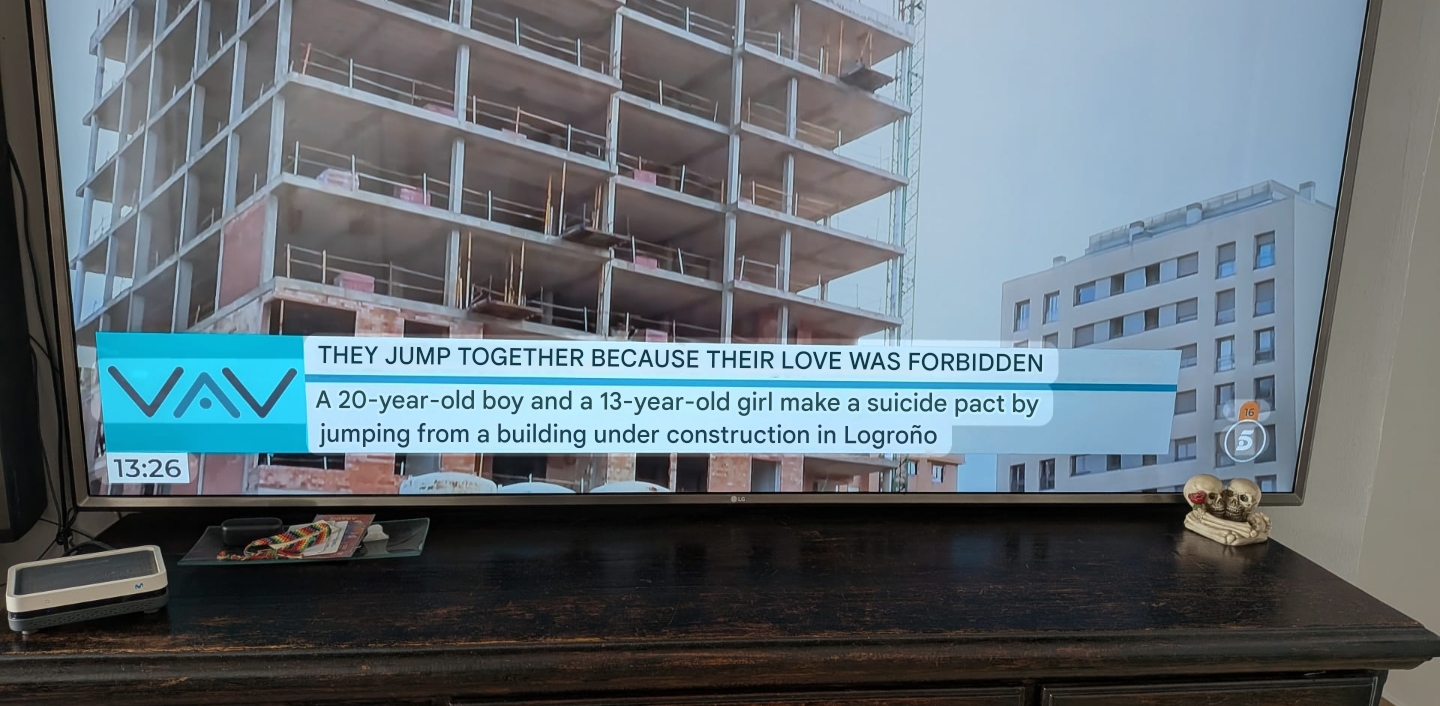 THEY JUMP TOGETHER BECAUSE THEIR LOVE WAS FORBIDDEN
VAV
A 20-year-old boy and a 13-year-old girl make a suicide pact by
jumping from a building under construction in Logroño
13:26
16
5
LG